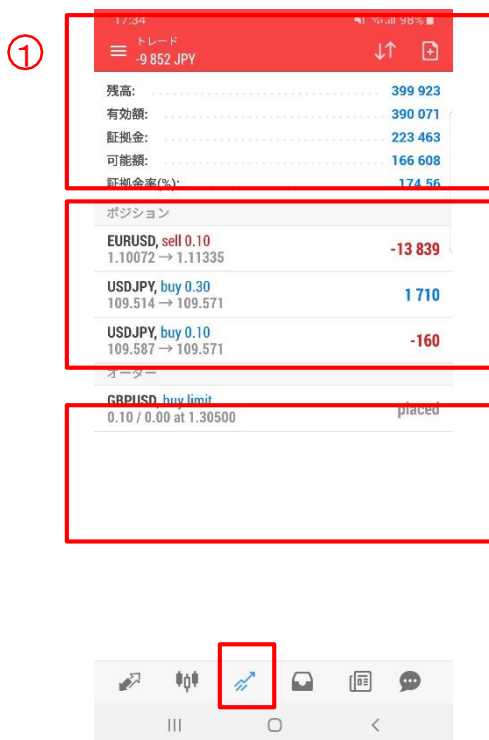 17:34 98%
①
トレード
-9 852 JPY
残高: 399 923
有効額: 390 071
証拠金: 223 463
可能額: 166 608
証拠金率(%): 174.56
ポジション
EURUSD, sell 0.10
1.10072 → 1.11335 -13 839
USDJPY, buy 0.30
109.514 → 109.571 1 710
USDJPY, buy 0.10
109.587 → 109.571 -160
オーダー
GBPUSD, buy limit
0.10 / 0.00 at 1.30500 placed